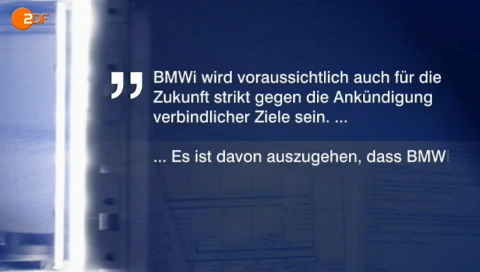 ZDF
BMWi wird voraussichtlich auch für die
Zukunft strikt gegen die Ankündigung
verbindlicher Ziele sein. ...
... Es ist davon auszugehen, dass BMW